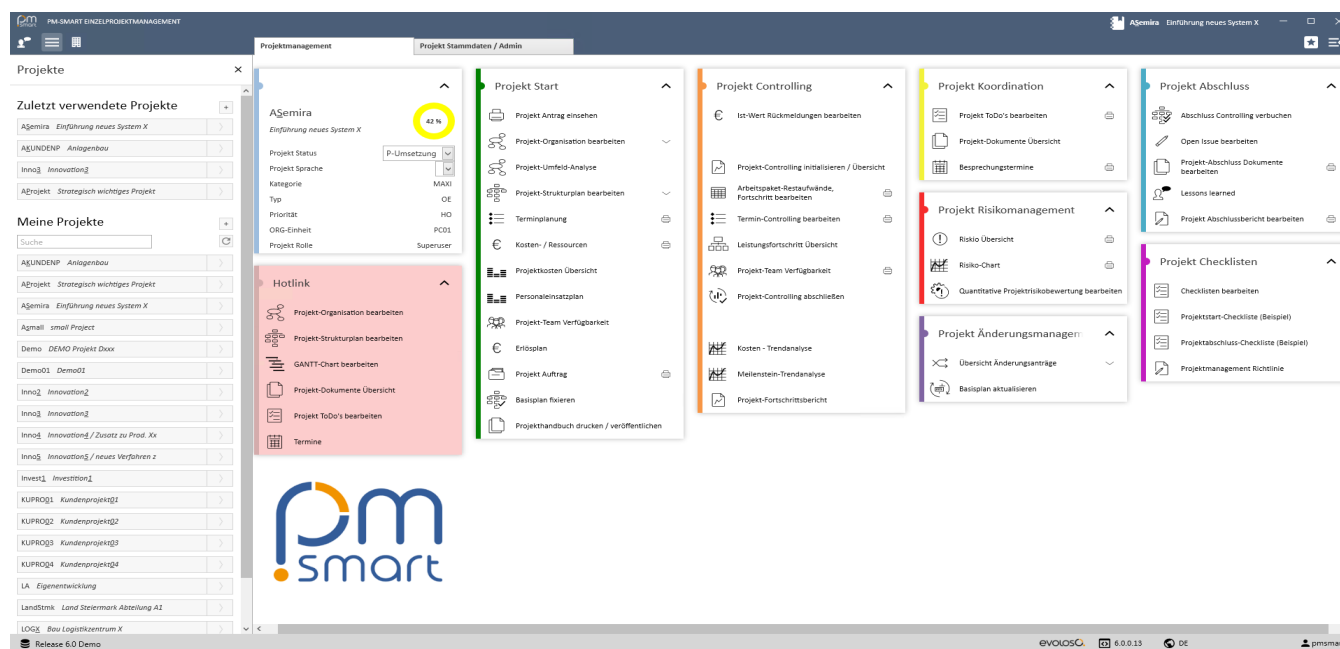 PM-SMART EINZELPROJEKTMANAGEMENT
ASemira Einführung neues System X
Projektmanagement
Projekt Stammdaten / Admin
Projekte
Zuletzt verwendete Projekte
ASemira Einführung neues System X
AKUNDENP Anlagenbau
Inno3 Innovation3
AProjekt Strategisch wichtiges Projekt
Meine Projekte
Suche
AKUNDENP Anlagenbau
AProjekt Strategisch wichtiges Projekt
ASemira Einführung neues System X
Asmall small Project
Demo DEMO Projekt Dxxx
Demo01 Demo01
Inno2 Innovation2
Inno3 Innovation3
Inno4 Innovation4 / Zusatz zu Prod. Xx
Inno5 Innovation5 / neues Verfahren z
Invest1 Investition1
KUPRO01 Kundenprojekt01
KUPRO02 Kundenprojekt02
KUPRO03 Kundenprojekt03
KUPRO04 Kundenprojekt04
LA Eigenentwicklung
LandStmk Land Steiermark Abteilung A1
LOGX Bau Logistikzentrum X
ASemira
Einführung neues System X
42 %
Projekt Status P-Umsetzung
Projekt Sprache
Kategorie MAXI
Typ OE
Priorität HO
ORG-Einheit PC01
Projekt Rolle Superuser
Hotlink
Projekt-Organisation bearbeiten
Projekt-Strukturplan bearbeiten
GANTT-Chart bearbeiten
Projekt-Dokumente Übersicht
Projekt ToDo's bearbeiten
Termine
pm
smart
Projekt Start
Projekt Antrag einsehen
Projekt-Organisation bearbeiten
Projekt-Umfeld-Analyse
Projekt-Strukturplan bearbeiten
Terminplanung
Kosten- / Ressourcen
Projektkosten Übersicht
Personaleinsatzplan
Projekt-Team Verfügbarkeit
Erlösplan
Projekt Auftrag
Basisplan fixieren
Projekthandbuch drucken / veröffentlichen
Projekt Controlling
Ist-Wert Rückmeldungen bearbeiten
Projekt-Controlling initialisieren / Übersicht
Arbeitspaket-Restaufwände,
Fortschritt bearbeiten
Termin-Controlling bearbeiten
Leistungsfortschritt Übersicht
Projekt-Team Verfügbarkeit
Projekt-Controlling abschließen
Kosten - Trendanalyse
Meilenstein-Trendanalyse
Projekt-Fortschrittsbericht
Projekt Koordination
Projekt ToDo's bearbeiten
Projekt-Dokumente Übersicht
Besprechungstermine
Projekt Risikomanagement
Riskio Übersicht
Risiko-Chart
Quantitative Projektrisikobewertung bearbeiten
Projekt Änderungsmanagen
Übersicht Änderungsanträge
Basisplan aktualisieren
Projekt Abschluss
Abschluss Controlling verbuchen
Open Issue bearbeiten
Projekt-Abschluss Dokumente
bearbeiten
Lessons learned
Projekt Abschlussbericht bearbeiten
Projekt Checklisten
Checklisten bearbeiten
Projektstart-Checkliste (Beispiel)
Projektabschluss-Checkliste (Beispiel)
Projektmanagement Richtlinie
Release 6.0 Demo
evoloso. 6.0.0.13 DE pmsmar